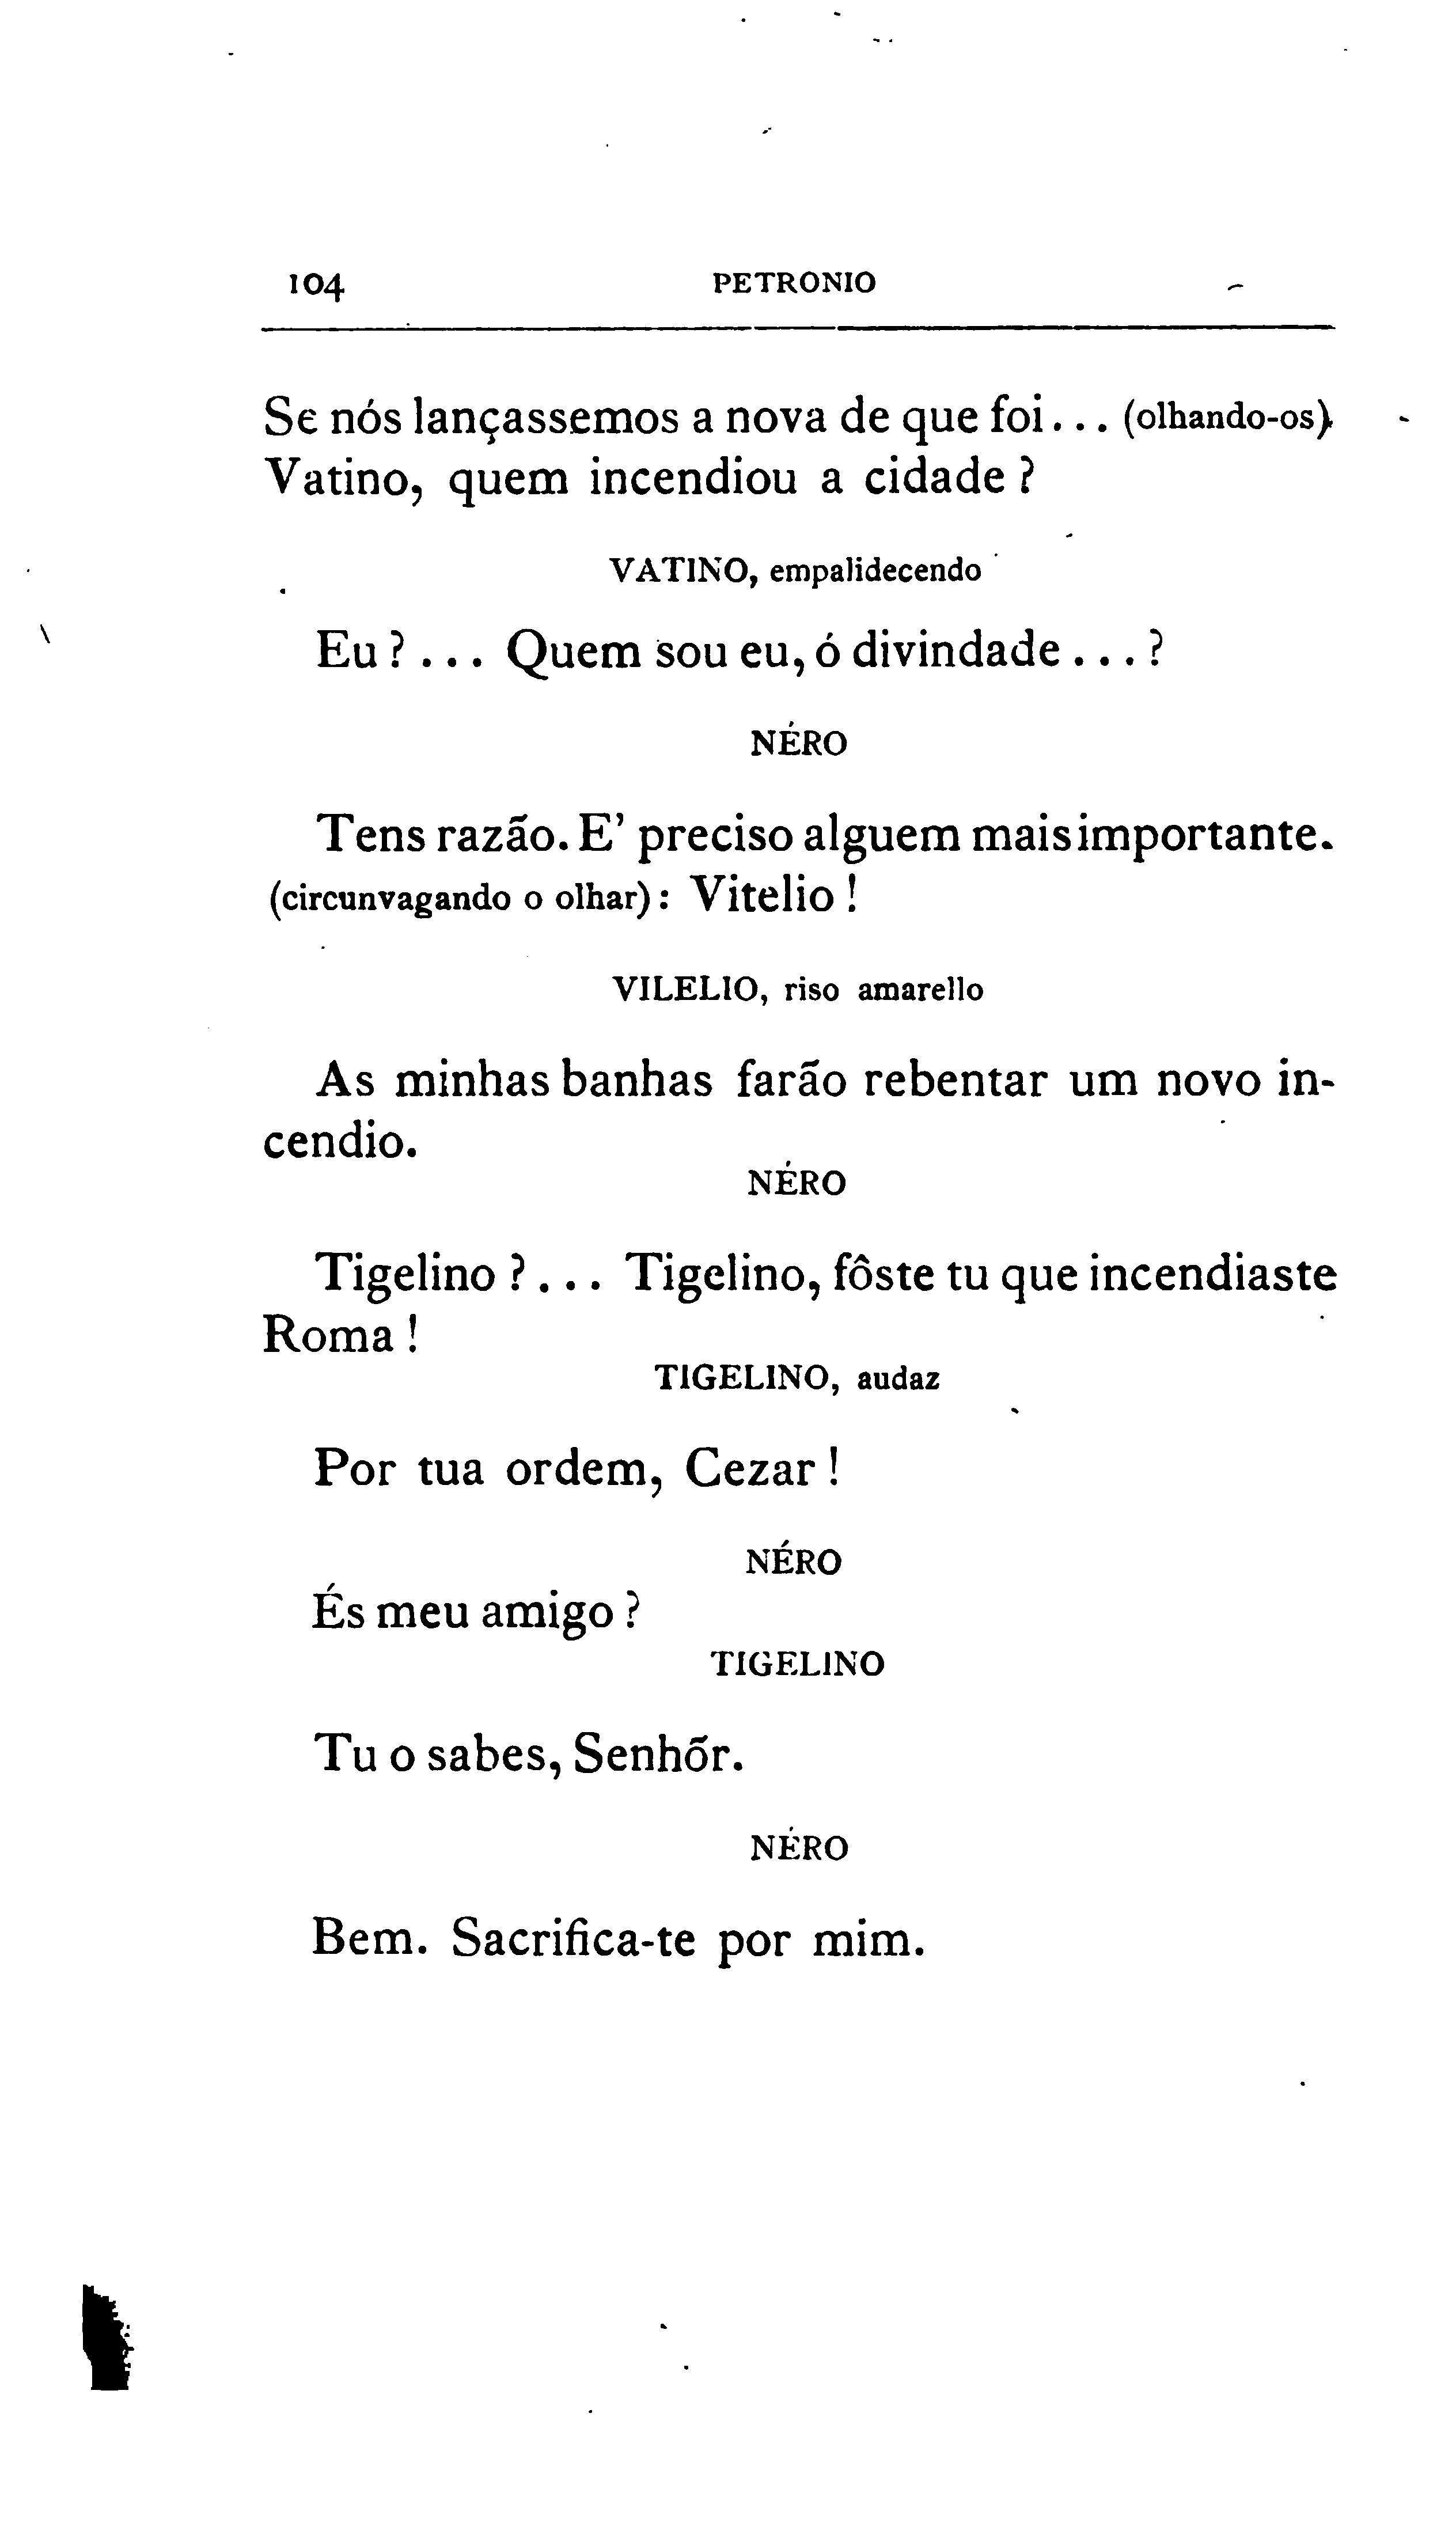 104 PETRONIO
Se nós lançassemos a nova de que foi... (olhando-os)
Vatino, quem incendiou a cidade ?
VATINO, empalidecendo
Eu ?... Quem sou eu, ó divindade... ?
NÉRO
Tens razão. E' preciso alguem mais importante.
(circunvagando o olhar) : Vitelio !
VILELIO, riso amarello
As minhas banhas farão rebentar um novo in-
cendio.
NÉRO
Tigelino ?... Tigelino, fôste tu que incendiaste
Roma !
TIGELINO, audaz
Por tua ordem, Cezar !
NÉRO
És meu amigo ?
TIGELINO
Tu o sabes, Senhõr.
NÉRO
Bem. Sacrifica-te por mim.